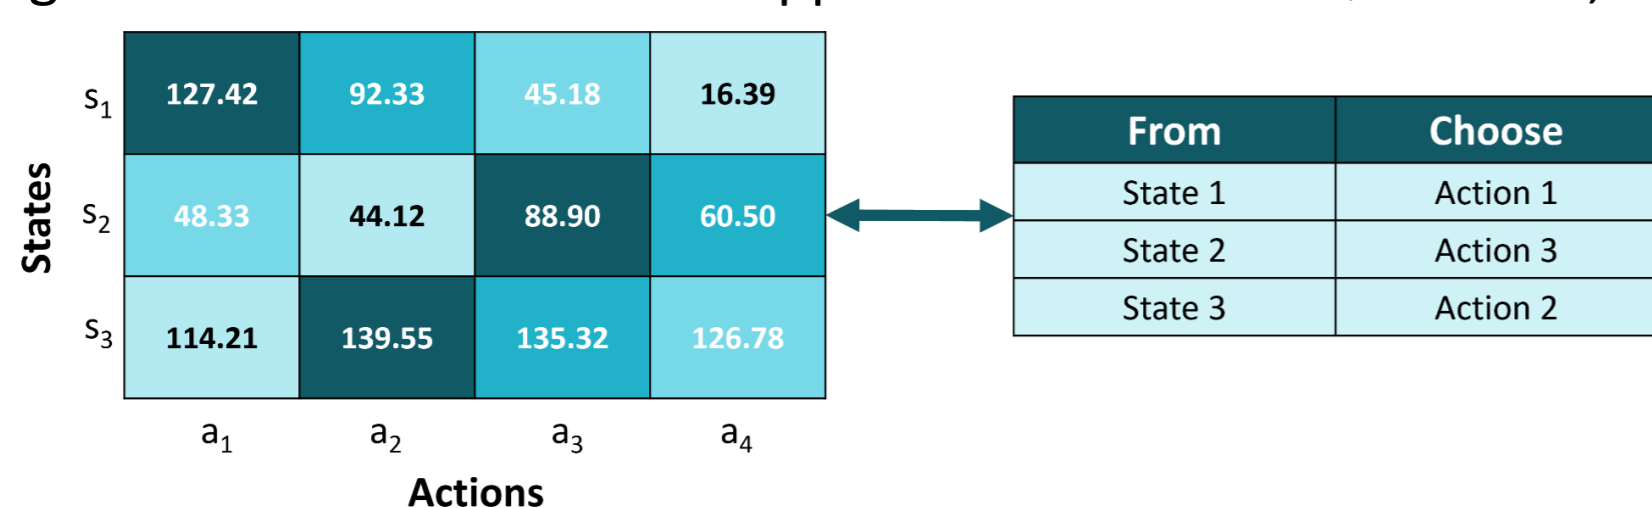 s1 127.42 92.33 45.18 16.39
s2 48.33 44.12 88.90 60.50
s3 114.21 139.55 135.32 126.78
a1 a2 a3 a4
States
Actions
From Choose
State 1 Action 1
State 2 Action 3
State 3 Action 2